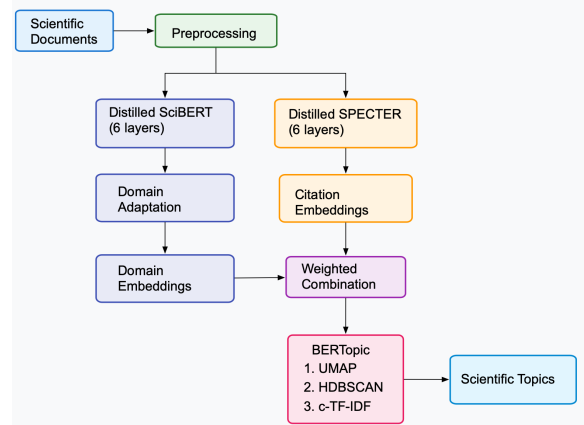 Scientific
Documents
Preprocessing
Distilled SciBERT
(6 layers)
Distilled SPECTER
(6 layers)
Domain
Adaptation
Citation
Embeddings
Domain
Embeddings
Weighted
Combination
BERTopic
1. UMAP
2. HDBSCAN
3. c-TF-IDF
Scientific Topics